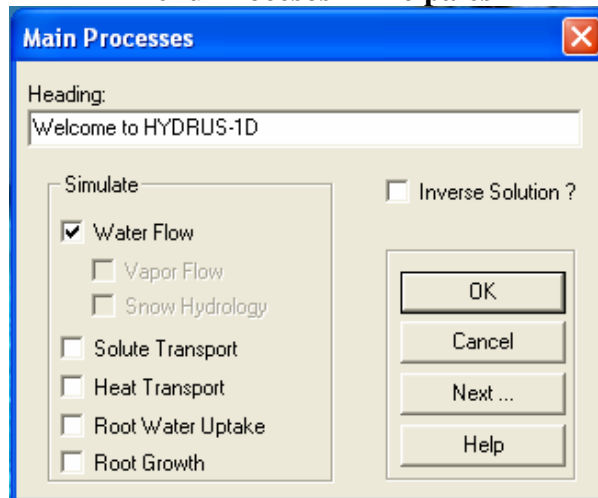 Main Processes
Heading:
Welcome to HYDRUS-1D
Simulate
Inverse Solution ?
Water Flow
Vapor Flow
Snow Hydrology
Solute Transport
Heat Transport
Root Water Uptake
Root Growth
OK
Cancel
Next ...
Help